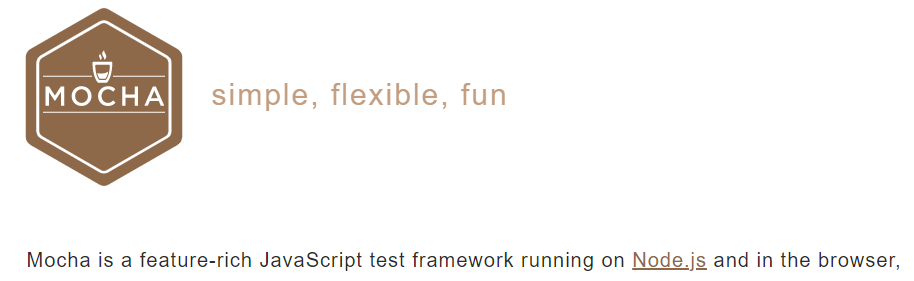 MOCHA
simple, flexible, fun
Mocha is a feature-rich JavaScript test framework running on Node.js and in the browser,